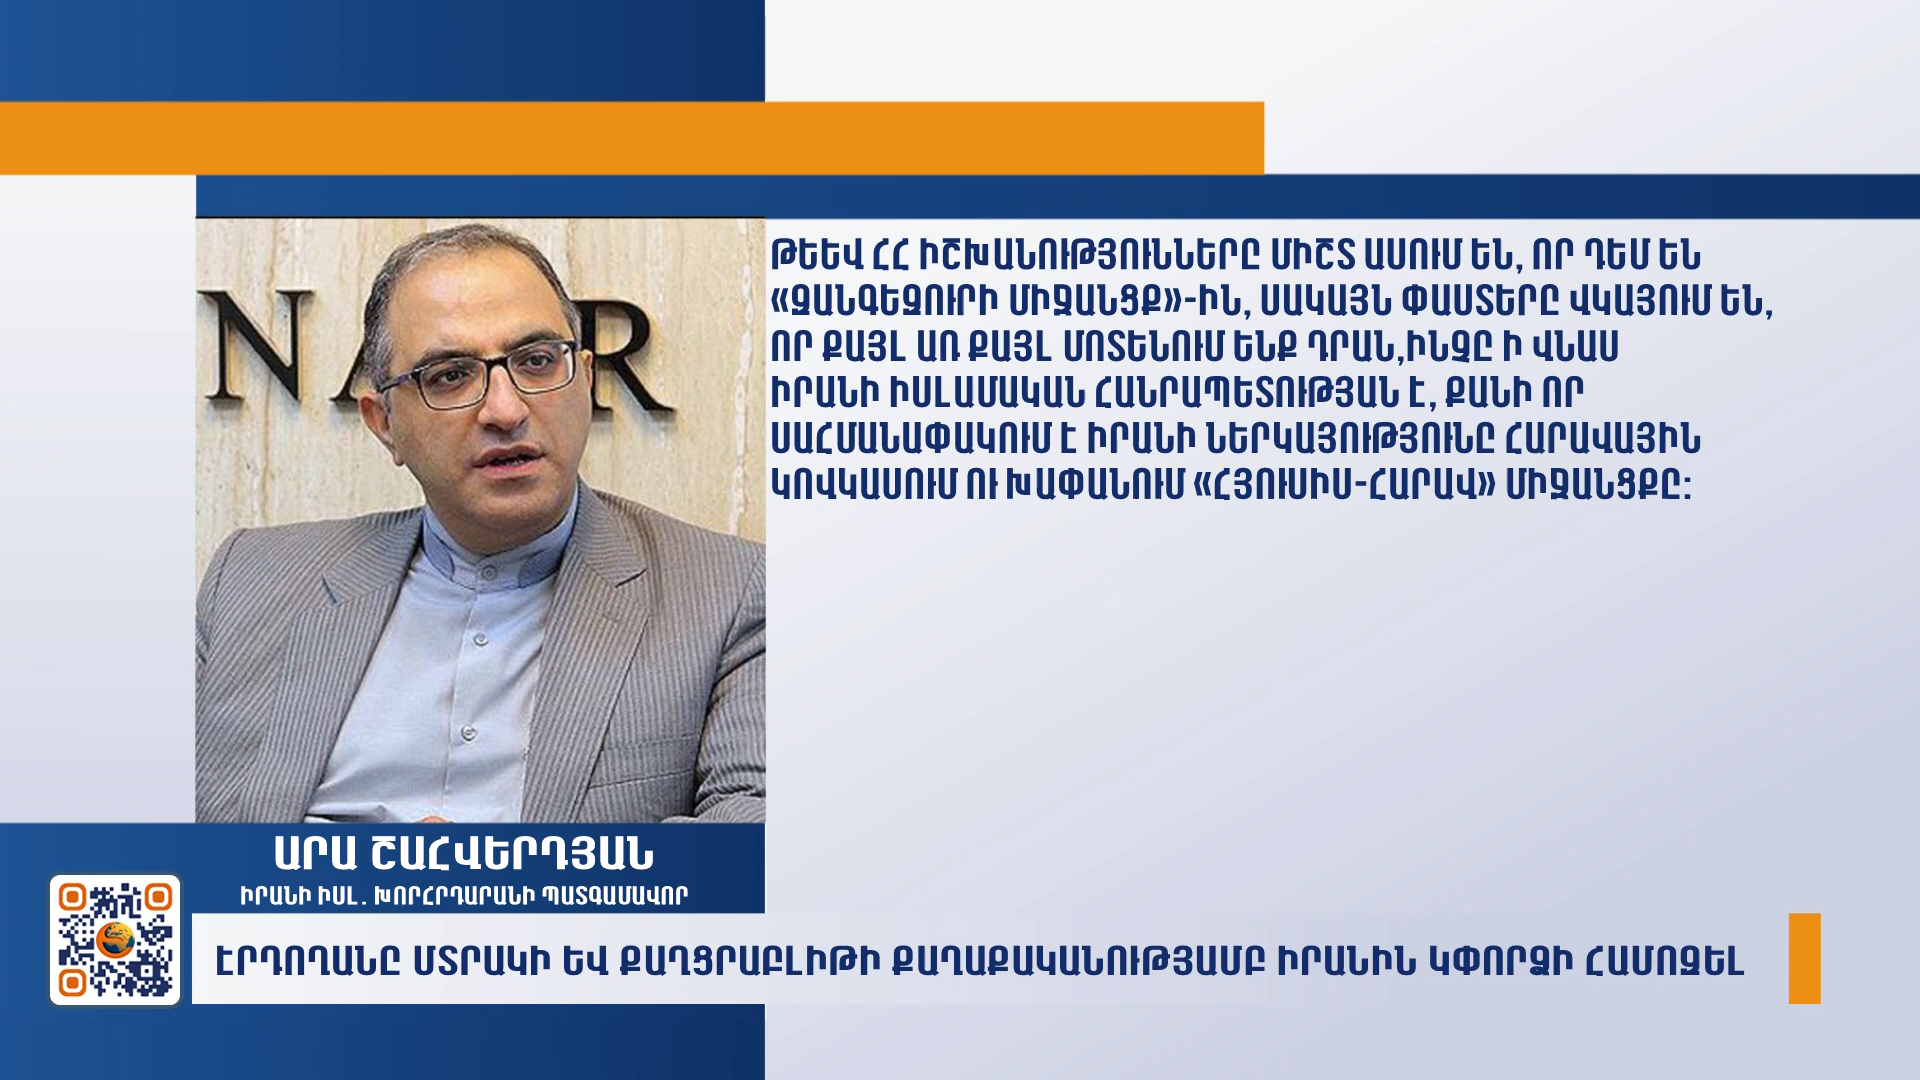 NAR
ԹԵԵՎ ՀՀ ԻՇԽԱՆՈՒԹՅՈՒՆՆԵՐԸ ՄԻՇՏ ԱՍՈՒՄ ԵՆ, ՈՐ ԴԵՄ ԵՆ
«ԶԱՆԳԵԶՈՒՐԻ ՄԻՋԱՆՑՔ»-ԻՆ, ՍԱԿԱՅՆ ՓԱՍՏԵՐԸ ՎԿԱՅՈՒՄ ԵՆ,
ՈՐ ՔԱՅԼ ԱՌ ՔԱՅԼ ՄՈՏԵՆՈՒՄ ԵՆՔ ԴՐԱՆ,ԻՆՉԸ Ի ՎՆԱՍ
ԻՐԱՆԻ ԻՍԼԱՄԱԿԱՆ ՀԱՆՐԱՊԵՏՈՒԹՅԱՆ Է, ՔԱՆԻ ՈՐ
ՍԱՀՄԱՆԱՓԱԿՈՒՄ Է ԻՐԱՆԻ ՆԵՐԿԱՅՈՒԹՅՈՒՆԸ ՀԱՐԱՎԱՅԻՆ
ԿՈՎԿԱՍՈՒՄ ՈՒ ԽԱՓԱՆՈՒՄ «ՀՅՈՒՍԻՍ-ՀԱՐԱՎ» ՄԻՋԱՆՑՔԸ:
ԱՐԱ ՇԱՀՎԵՐԴՅԱՆ
ԻՐԱՆԻ ԻՍԼ. ԽՈՐՀՐԴԱՐԱՆԻ ՊԱՏԳԱՄԱՎՈՐ
ԷՐԴՈՂԱՆԸ ՄՏՐԱԿԻ ԵՎ ՔԱՂՑՐԱԲԼԻԹԻ ՔԱՂԱՔԱԿԱՆՈՒԹՅԱՄԲ ԻՐԱՆԻՆ ԿՓՈՐՁԻ ՀԱՄՈԶԵԼ